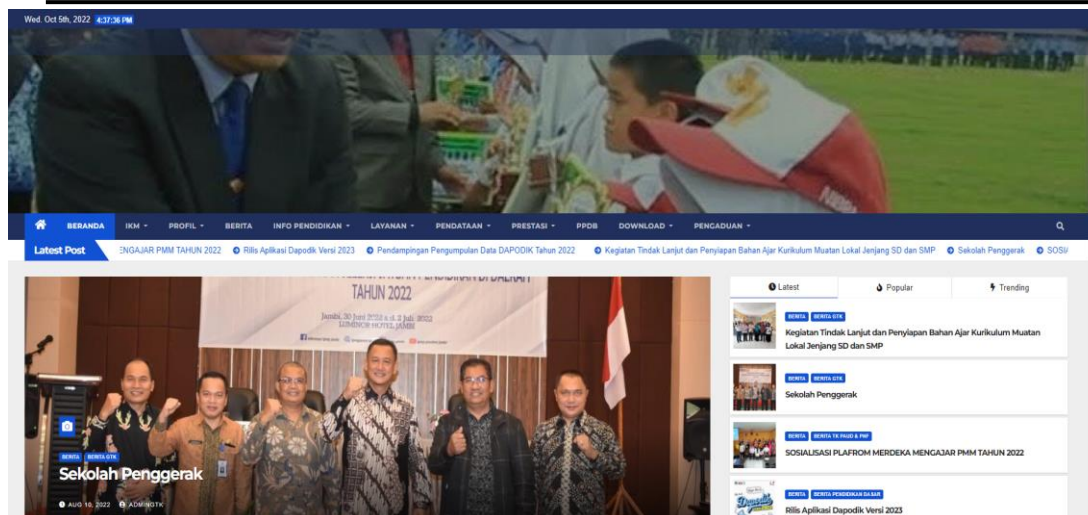 Wed. Oct 5th, 2022 4:37:36 PM
BERANDA IKM PROFIL BERITA INFO PENDIDIKAN LAYANAN PENDATAAN PRESTASI PPDB DOWNLOAD PENGADUAN
Latest Post ENGAJAR PMM TAHUN 2022 Rilis Aplikasi Dapodik Versi 2023 Pendampingan Pengumpulan Data DAPODIK Tahun 2022 Kegiatan Tindak Lanjut dan Penyiapan Bahan Ajar Kurikulum Muatan Lokal Jenjang SD dan SMP Sekolah Penggerak SOSIA
TAHUN 2022
Jambi, 30 Juni 2022 s.d. 2 Juli 2022
LUMINOR HOTEL JAMBI
BERITA BERITA GTK
Sekolah Penggerak
AUG 10, 2022 ADMINGTK
Latest Popular Trending
BERITA BERITA GTK
Kegiatan Tindak Lanjut dan Penyiapan Bahan Ajar Kurikulum Muatan
Lokal Jenjang SD dan SMP
BERITA BERITA GTK
Sekolah Penggerak
BERITA BERITA TK PAUD & PNF
SOSIALISASI PLAFROM MERDEKA MENGAJAR PMM TAHUN 2022
BERITA BERITA PENDIDIKAN DASAR
Rilis Aplikasi Dapodik Versi 2023